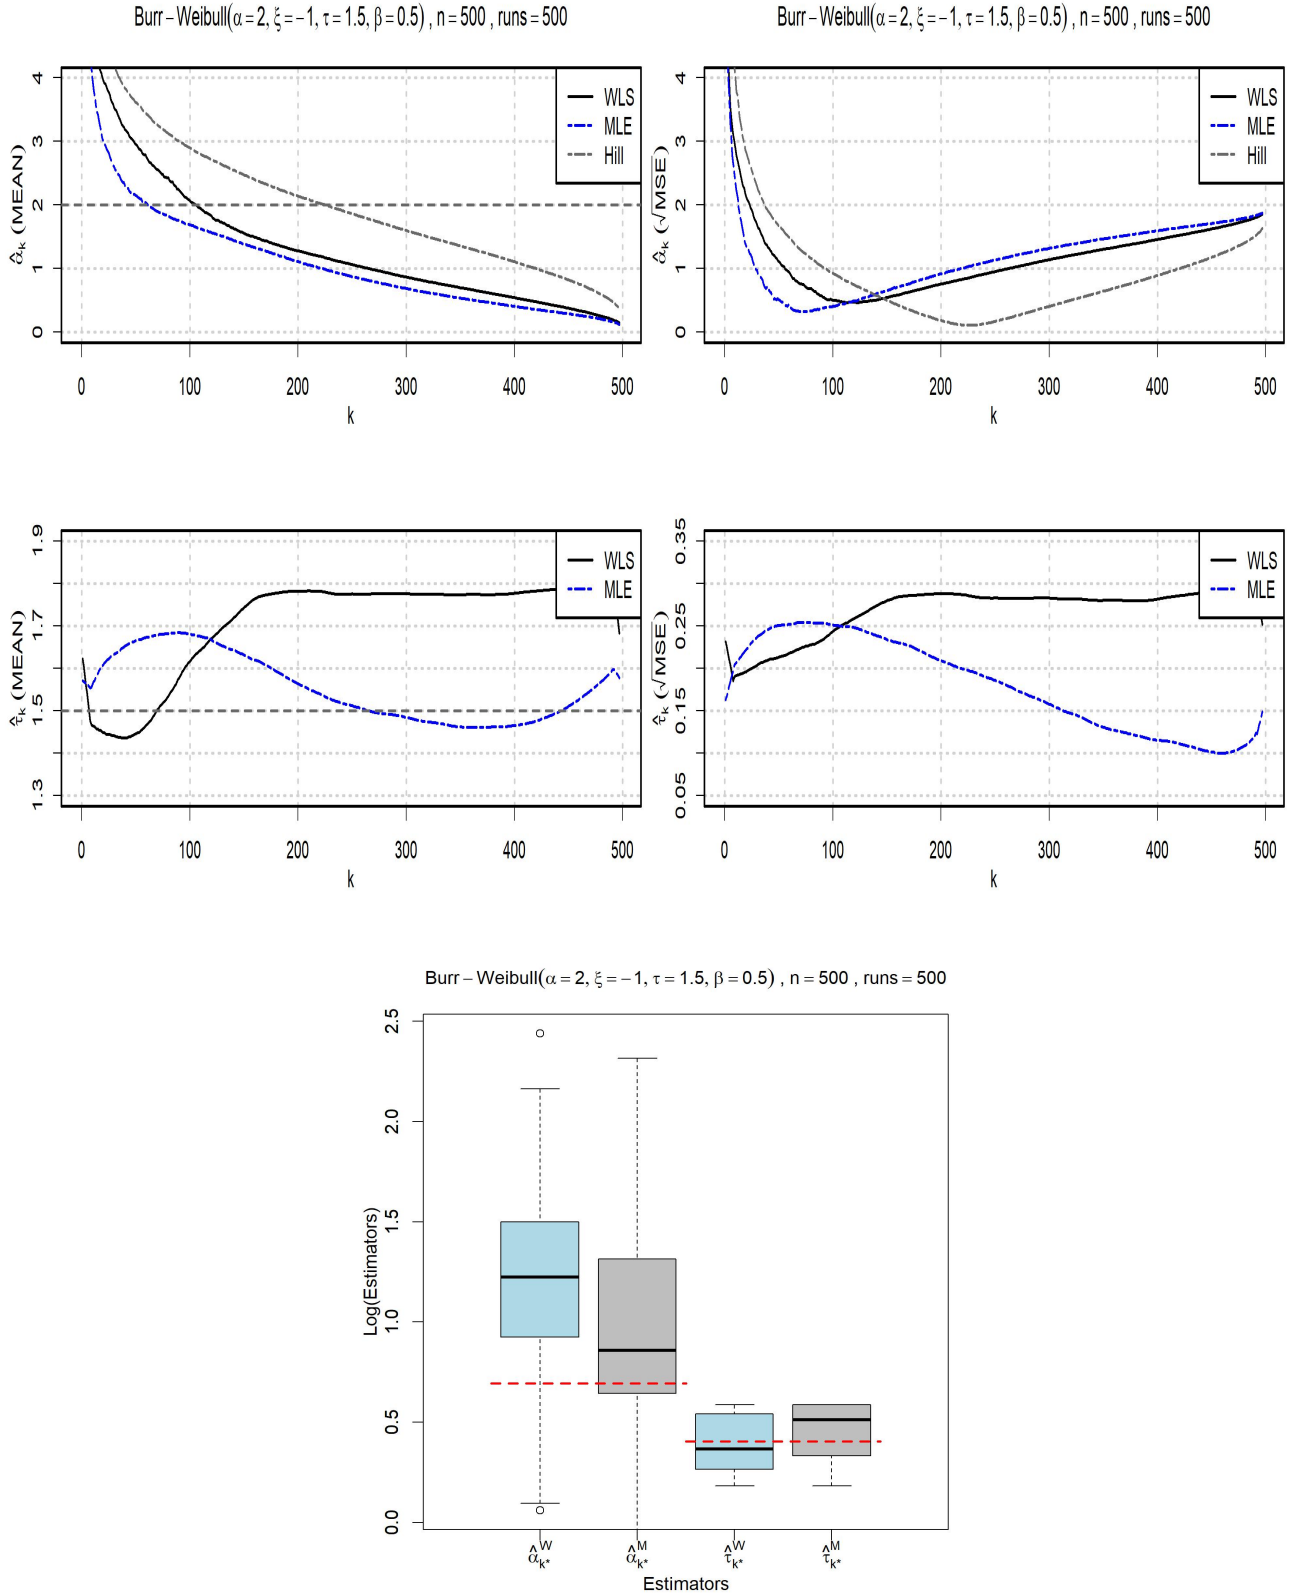 Burr−Weibull(α = 2, ξ = −1, τ = 1.5, β = 0.5) , n = 500 , runs = 500
4
3
2
1
0
α̂ₖ (MEAN)
WLS
MLE
Hill
0 100 200 300 400 500
k
Burr−Weibull(α = 2, ξ = −1, τ = 1.5, β = 0.5) , n = 500 , runs = 500
4
3
2
1
0
α̂ₖ (√MSE)
WLS
MLE
Hill
0 100 200 300 400 500
k
1.9
1.7
1.5
1.3
τ̂ₖ (MEAN)
WLS
MLE
0 100 200 300 400 500
k
0.35
0.25
0.15
0.05
τ̂ₖ (√MSE)
WLS
MLE
0 100 200 300 400 500
k
Burr−Weibull(α = 2, ξ = −1, τ = 1.5, β = 0.5) , n = 500 , runs = 500
2.5
2.0
1.5
1.0
0.5
0.0
Log(Estimators)
α̂ₖ*ᵂ α̂ₖ*ᴹ τ̂ₖ*ᵂ τ̂ₖ*ᴹ
Estimators